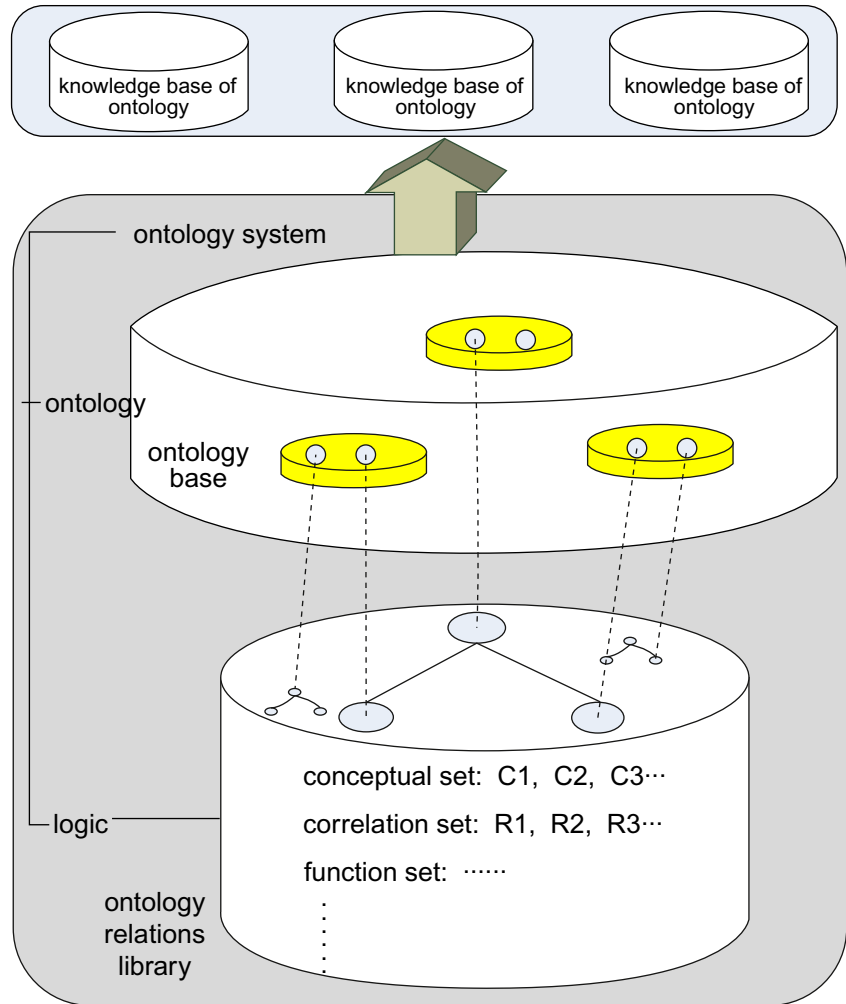 knowledge base of
ontology
knowledge base of
ontology
knowledge base of
ontology
ontology system
ontology
ontology
base
conceptual set: C1, C2, C3···
correlation set: R1, R2, R3···
logic
function set: ······
ontology
relations
library